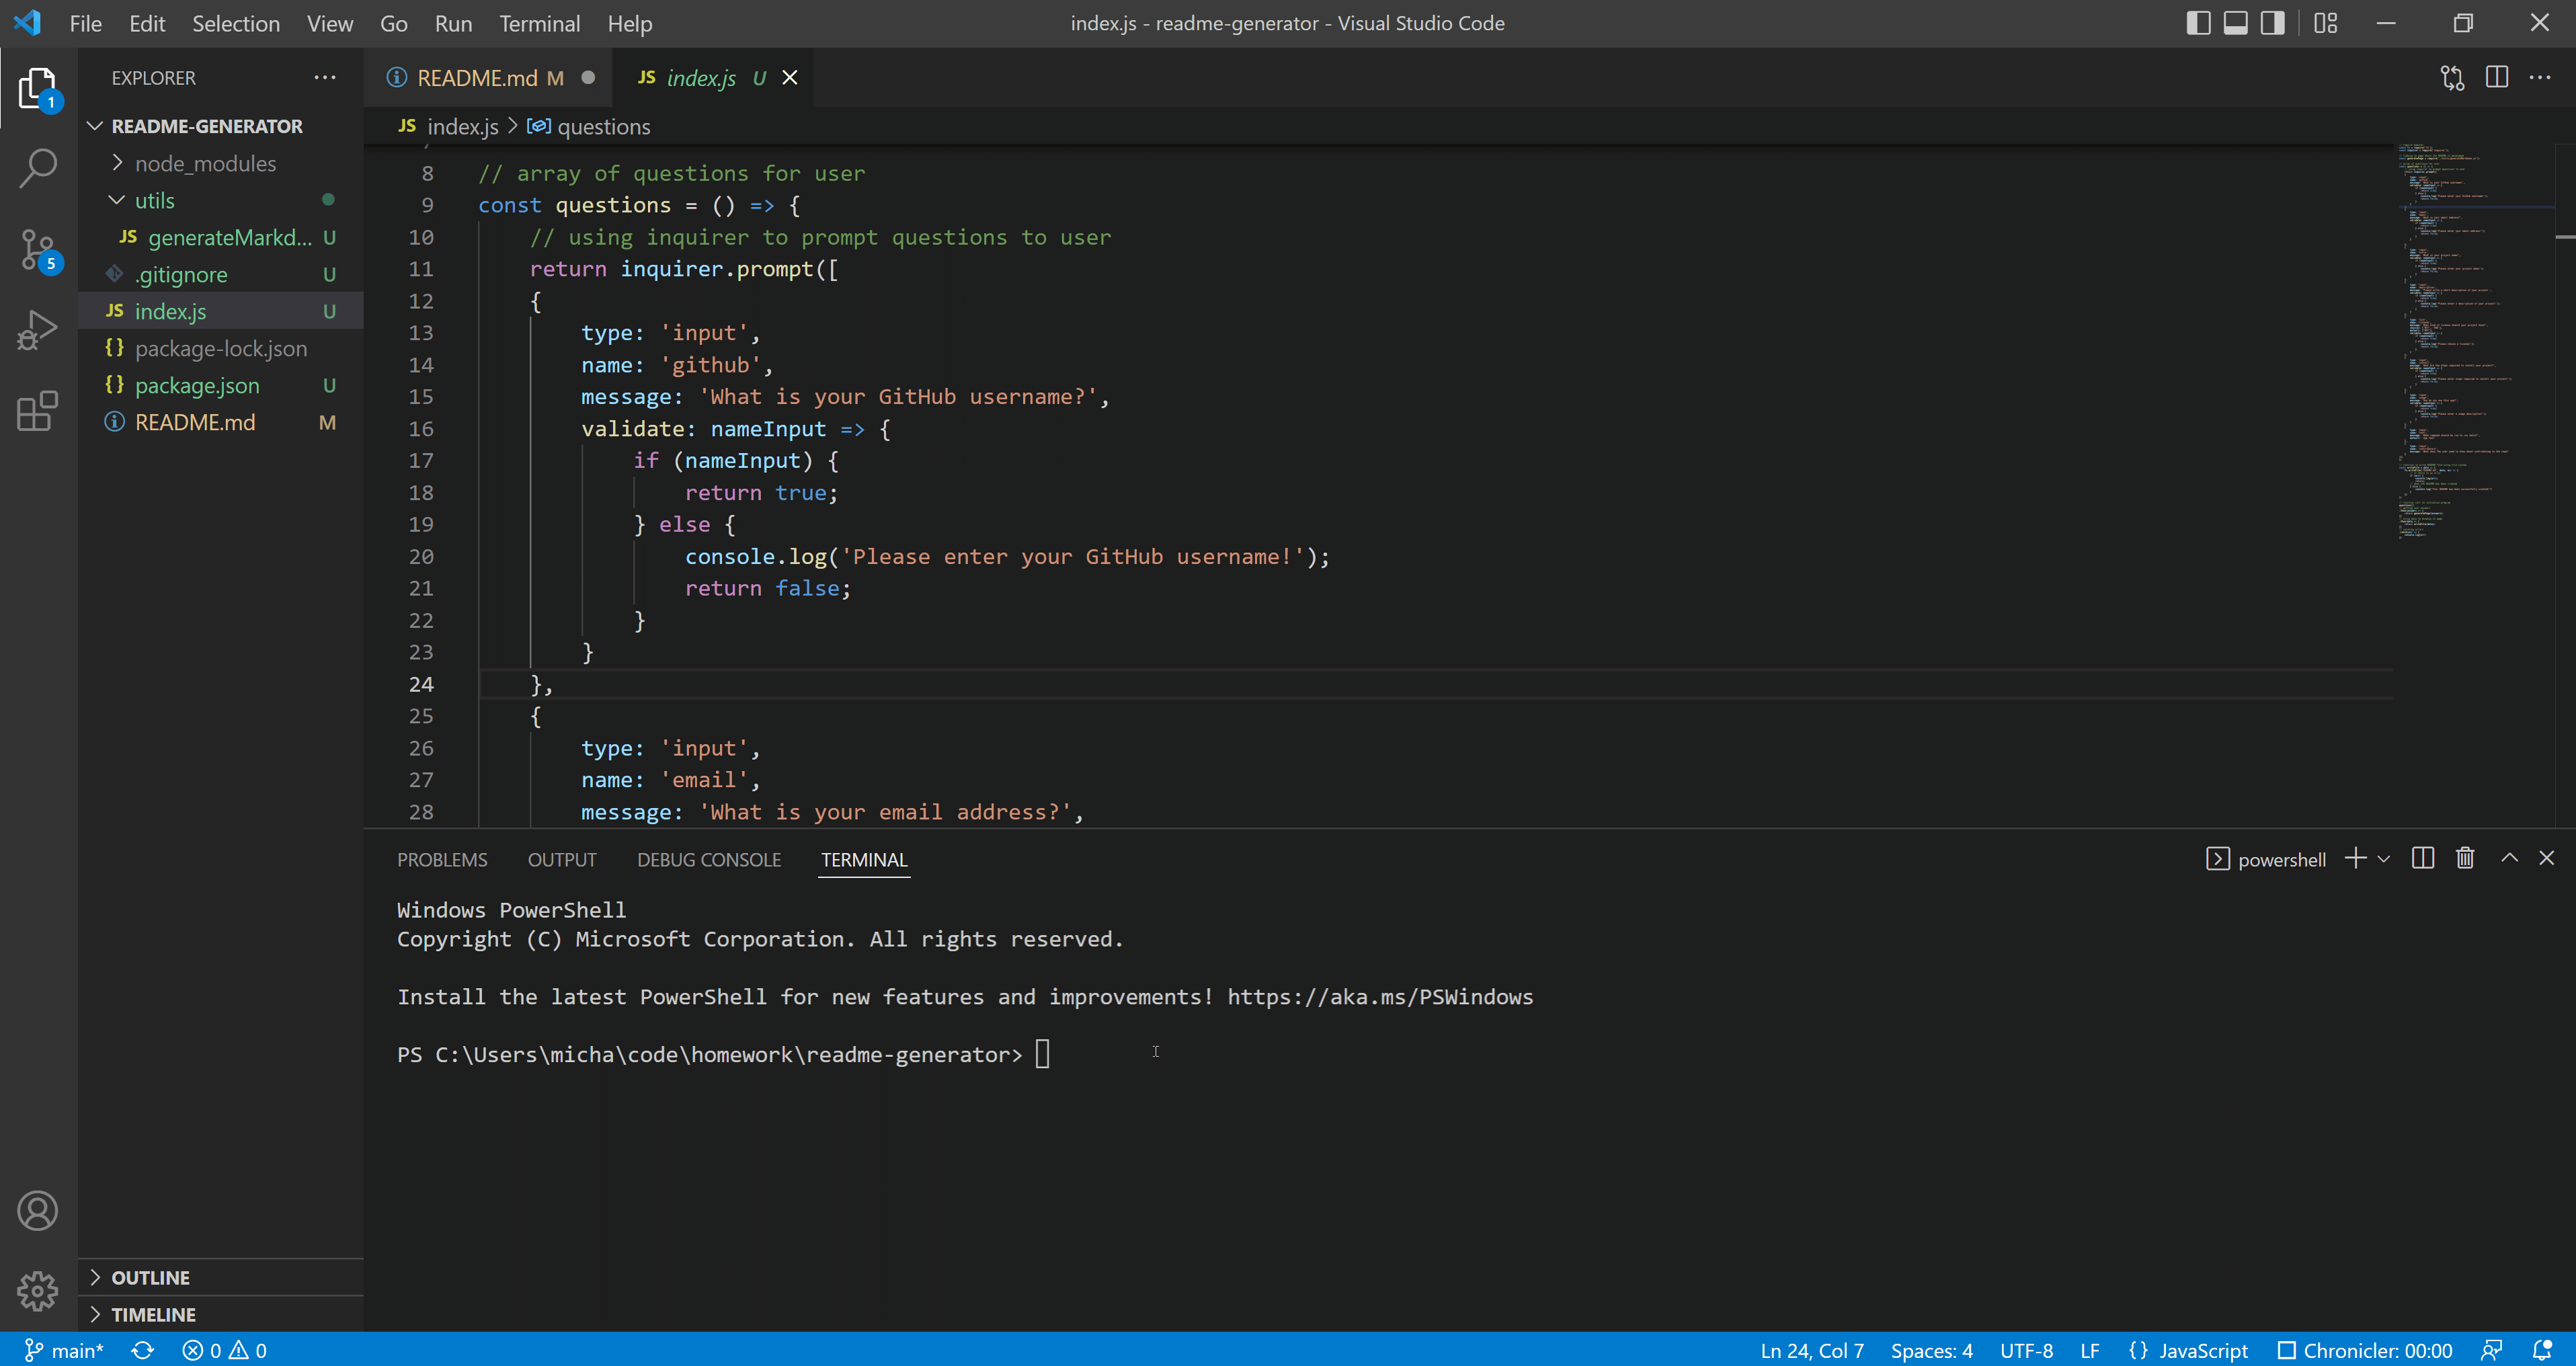 File Edit Selection View Go Run Terminal Help
index.js - readme-generator - Visual Studio Code
EXPLORER
1
README-GENERATOR
node_modules
utils
JS generateMarkd... U
.gitignore U
5
JS index.js U
{} package-lock.json
{} package.json U
README.md M
OUTLINE
TIMELINE
README.md M
JS index.js U
JS index.js > questions
8 // array of questions for user
9 const questions = () => {
10 // using inquirer to prompt questions to user
11 return inquirer.prompt([
12 {
13 type: 'input',
14 name: 'github',
15 message: 'What is your GitHub username?',
16 validate: nameInput => {
17 if (nameInput) {
18 return true;
19 } else {
20 console.log('Please enter your GitHub username!');
21 return false;
22 }
23 }
24 },
25 {
26 type: 'input',
27 name: 'email',
28 message: 'What is your email address?',
PROBLEMS OUTPUT DEBUG CONSOLE TERMINAL
powershell
Windows PowerShell
Copyright (C) Microsoft Corporation. All rights reserved.
Install the latest PowerShell for new features and improvements! https://aka.ms/PSWindows
PS C:\Users\micha\code\homework\readme-generator>
main* 0 0
Ln 24, Col 7 Spaces: 4 UTF-8 LF {} JavaScript Chronicler: 00:00